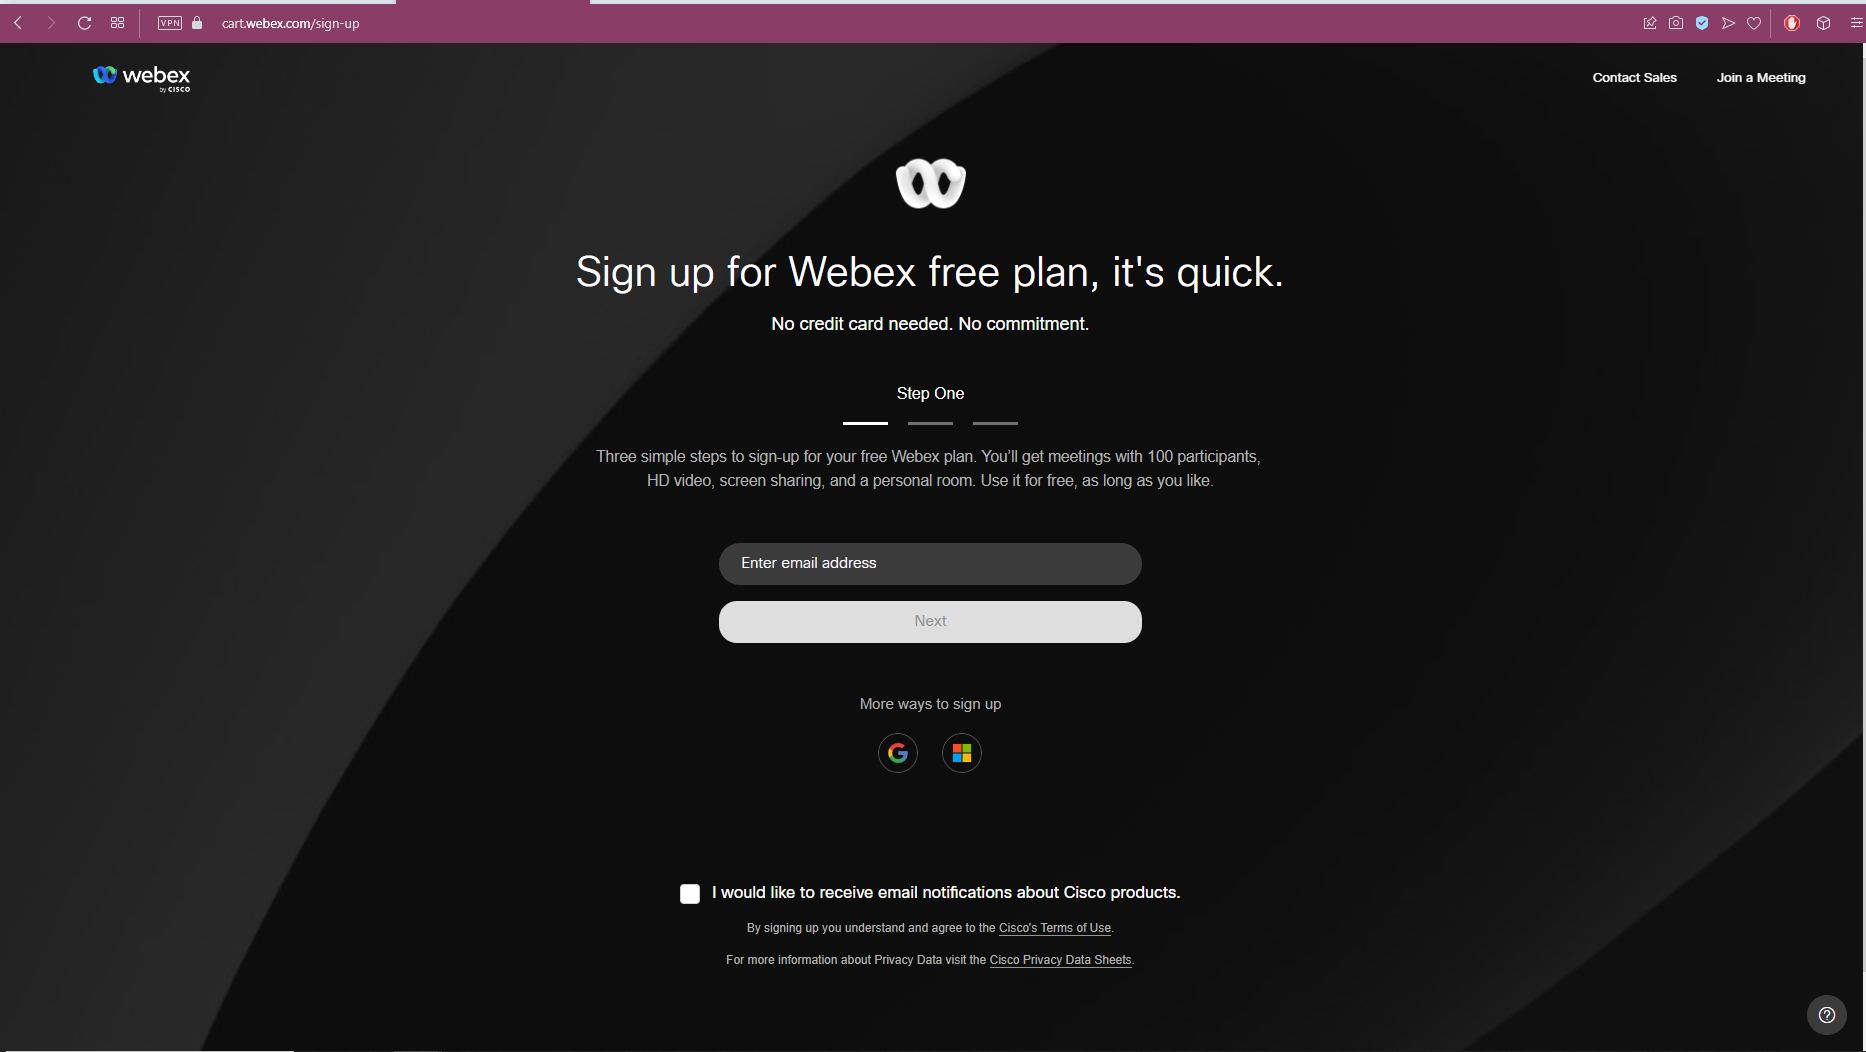 VPN
cart.webex.com/sign-up
webex
by CISCO
Contact Sales
Join a Meeting
Sign up for Webex free plan, it's quick.
No credit card needed. No commitment.
Step One
Three simple steps to sign-up for your free Webex plan. You’ll get meetings with 100 participants,
HD video, screen sharing, and a personal room. Use it for free, as long as you like.
Enter email address
Next
More ways to sign up
I would like to receive email notifications about Cisco products.
By signing up you understand and agree to the Cisco's Terms of Use.
For more information about Privacy Data visit the Cisco Privacy Data Sheets.